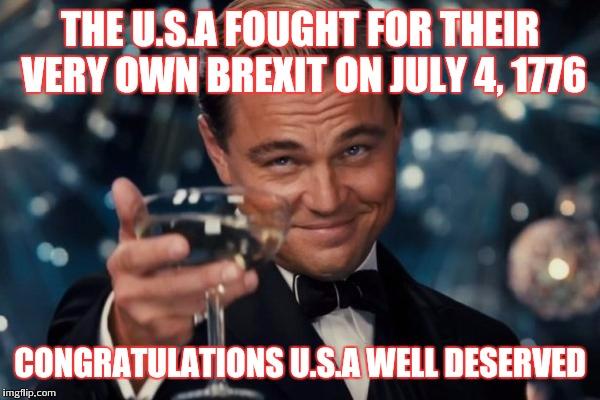 THE U.S.A FOUGHT FOR THEIR
VERY OWN BREXIT ON JULY 4, 1776
CONGRATULATIONS U.S.A WELL DESERVED
imgflip.com